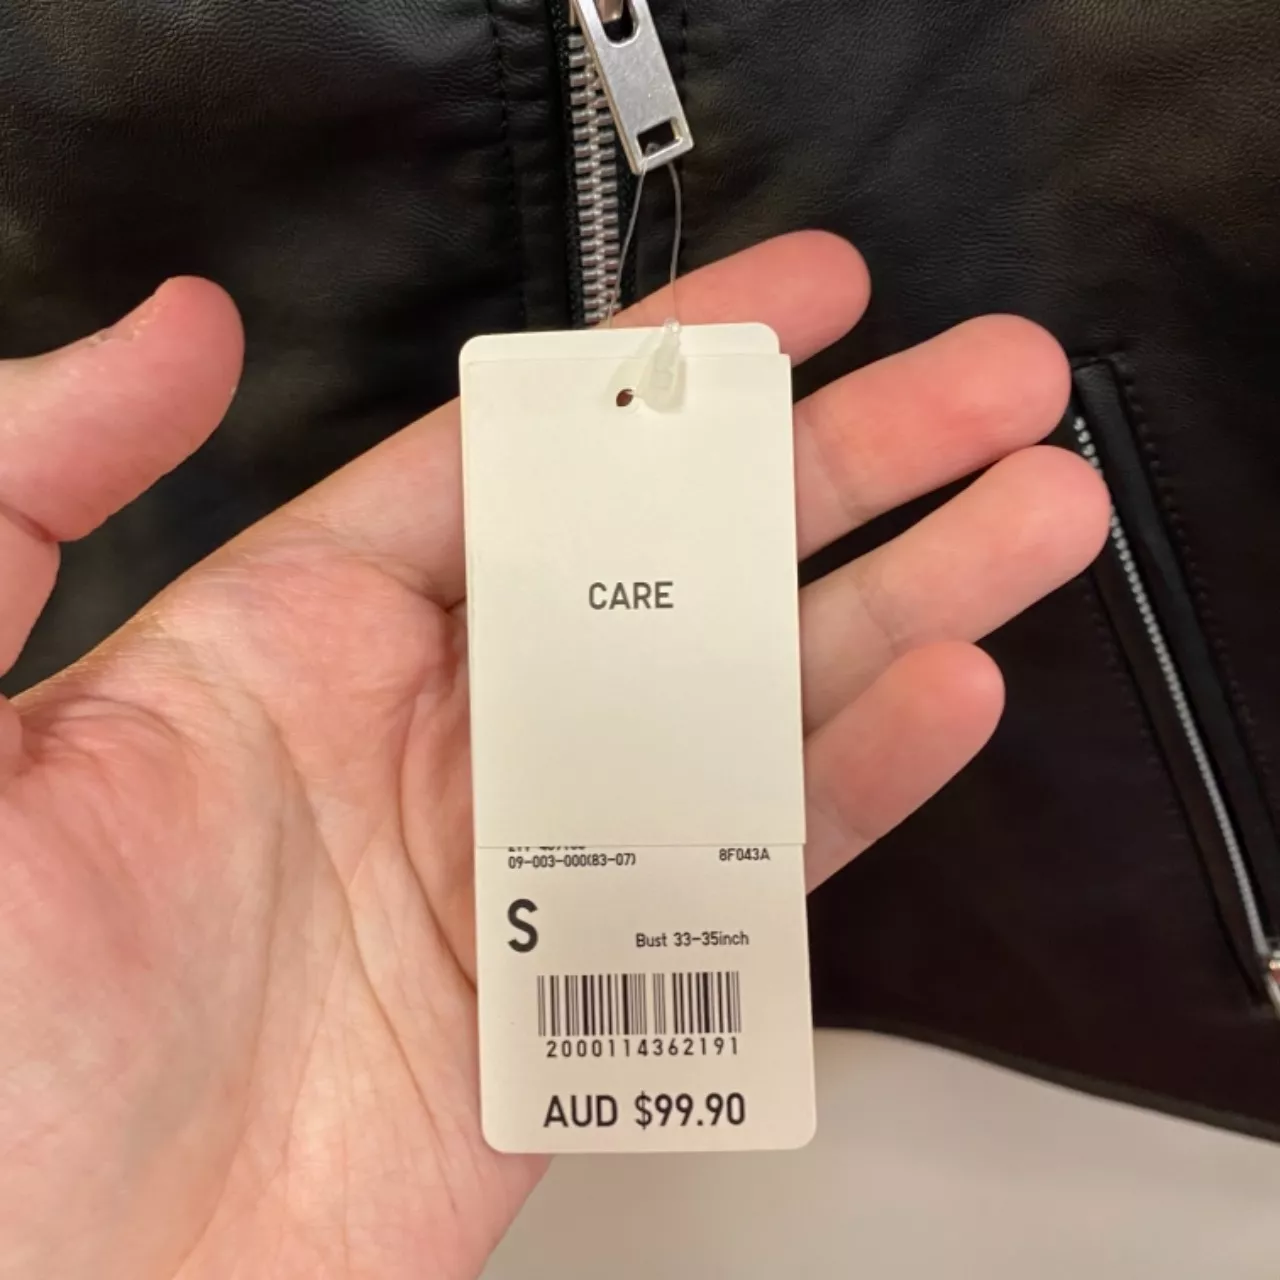 CARE
09-003-000(83-07) 8F043A
S
Bust 33-35inch
2000114362191
AUD $99.90